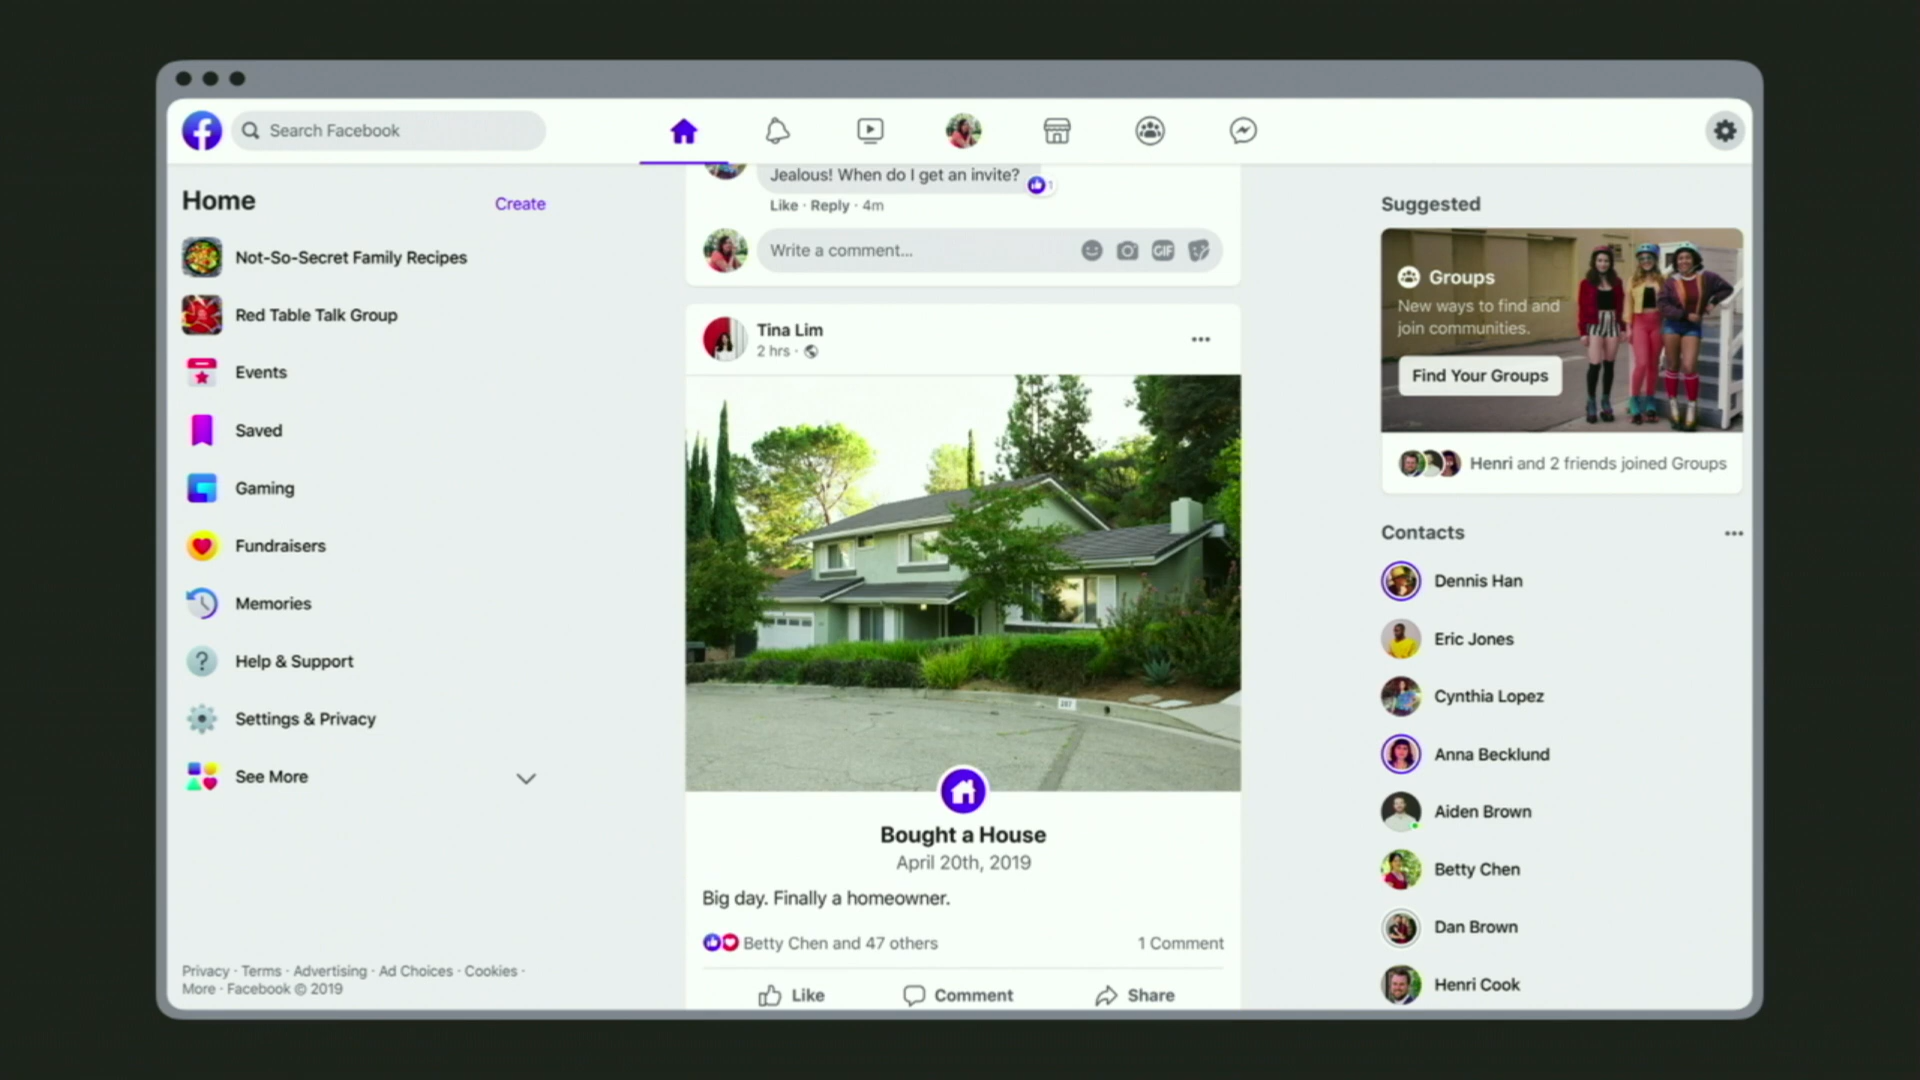 Search Facebook
Home
Create
Not-So-Secret Family Recipes
Red Table Talk Group
Events
Saved
Gaming
Fundraisers
Memories
Help & Support
Settings & Privacy
See More
Privacy · Terms · Advertising · Ad Choices · Cookies ·
More · Facebook © 2019
Jealous! When do I get an invite?
1
Like · Reply · 4m
Write a comment...
GIF
Tina Lim
2 hrs ·
Bought a House
April 20th, 2019
Big day. Finally a homeowner.
Betty Chen and 47 others
1 Comment
Like
Comment
Share
Suggested
Groups
New ways to find and
join communities.
Find Your Groups
Henri and 2 friends joined Groups
Contacts
Dennis Han
Eric Jones
Cynthia Lopez
Anna Becklund
Aiden Brown
Betty Chen
Dan Brown
Henri Cook